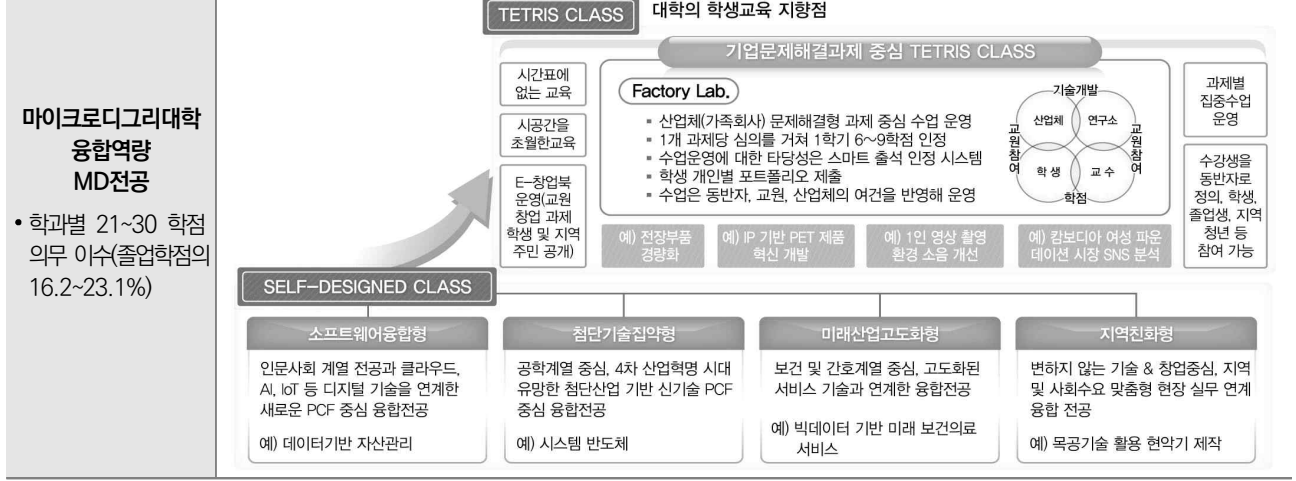 마이크로디그리대학
융합역량
MD전공
• 학과별 21~30 학점
의무 이수(졸업학점의
16.2~23.1%)
TETRIS CLASS
대학의 학생교육 지향점
기업문제해결과제 중심 TETRIS CLASS
시간표에
없는 교육
시공간을
초월한교육
E-창업북
운영(교원
창업 과제
학생 및 지역
주민 공개)
Factory Lab.
▪ 산업체(가족회사) 문제해결형 과제 중심 수업 운영
▪ 1개 과제당 심의를 거쳐 1학기 6~9학점 인정
▪ 수업운영에 대한 타당성은 스마트 출석 인정 시스템
▪ 학생 개인별 포트폴리오 제출
▪ 수업은 동반자, 교원, 산업체의 여건을 반영해 운영
기술개발
산업체
연구소
교원참여
교원참여
학생
교수
학점
과제별
집중수업
운영
수강생을
동반자로
정의, 학생,
졸업생, 지역
청년 등
참여 가능
예) 전장부품
경량화
예) IP 기반 PET 제품
혁신 개발
예) 1인 영상 촬영
환경 소음 개선
예) 캄보디아 여성 파운
데이션 시장 SNS 분석
SELF-DESIGNED CLASS
소프트웨어융합형
인문사회 계열 전공과 클라우드,
AI, IoT 등 디지털 기술을 연계한
새로운 PCF 중심 융합전공
예) 데이터기반 자산관리
첨단기술집약형
공학계열 중심, 4차 산업혁명 시대
유망한 첨단산업 기반 신기술 PCF
중심 융합전공
예) 시스템 반도체
미래산업고도화형
보건 및 간호계열 중심, 고도화된
서비스 기술과 연계한 융합전공
예) 빅데이터 기반 미래 보건의료
서비스
지역친화형
변하지 않는 기술 & 창업중심, 지역
및 사회수요 맞춤형 현장 실무 연계
융합 전공
예) 목공기술 활용 현악기 제작